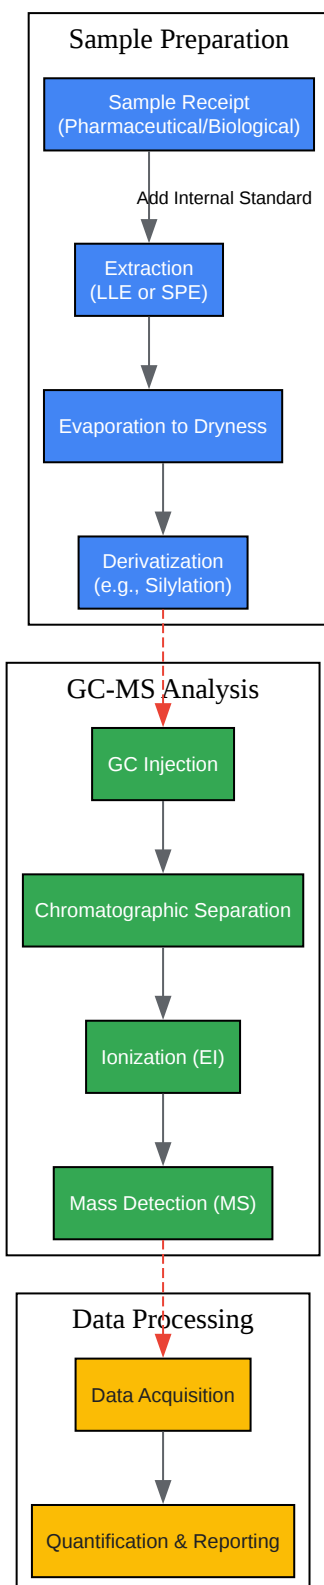 Sample Preparation
Sample Receipt
(Pharmaceutical/Biological)
Add Internal Standard
Extraction
(LLE or SPE)
Evaporation to Dryness
Derivatization
(e.g., Silylation)
GC-MS Analysis
GC Injection
Chromatographic Separation
Ionization (EI)
Mass Detection (MS)
Data Processing
Data Acquisition
Quantification & Reporting